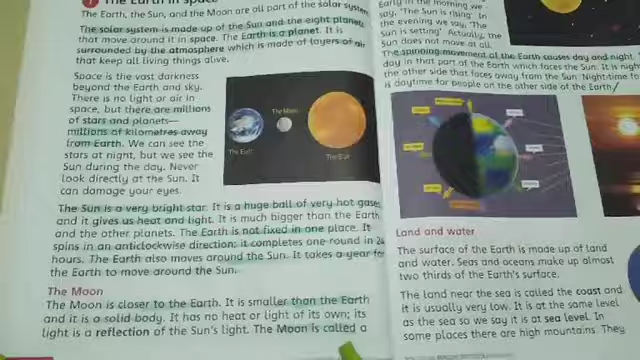 The Earth in space
The Earth, the Sun, and the Moon are all part of the solar system.
The solar system is made up of the Sun and the eight planets
that move around it in space. The Earth is a planet. It is
surrounded by the atmosphere which is made of layers of air
that keep all living things alive.
Space is the vast darkness
beyond the Earth and sky.
There is no light or air in
space, but there are millions
of stars and planets—
millions of kilometres away
from Earth. We can see the
stars at night, but we see the
Sun during the day. Never
look directly at the Sun. It
can damage your eyes.
The Earth
The Moon
The Sun
The Sun is a very bright star. It is a huge ball of very hot gases
and it gives us heat and light. It is much bigger than the Earth
and the other planets. The Earth is not fixed in one place. It
spins in an anticlockwise direction; it completes one round in 24
hours. The Earth also moves around the Sun. It takes a year for
the Earth to move around the Sun.
The Moon
The Moon is closer to the Earth. It is smaller than the Earth
and it is a solid body. It has no heat or light of its own; its
light is a reflection of the Sun's light. The Moon is called a
Early in the morning we
say, 'The Sun is rising'. In
the evening we say, 'The
Sun is setting'. Actually, the
Sun does not move at all.
The spinning movement of the Earth causes day and night.
day in that part of the Earth which faces the Sun. It is night
the other side that faces away from the Sun. Night-time fo
is daytime for people on the other side of the Earth
Land and water
The surface of the Earth is made up of land
and water. Seas and oceans make up almost
two thirds of the Earth's surface.
The land near the sea is called the coast and
it is usually very low. It is at the same level
as the sea so we say it is at sea level. In
some places there are high mountains. They